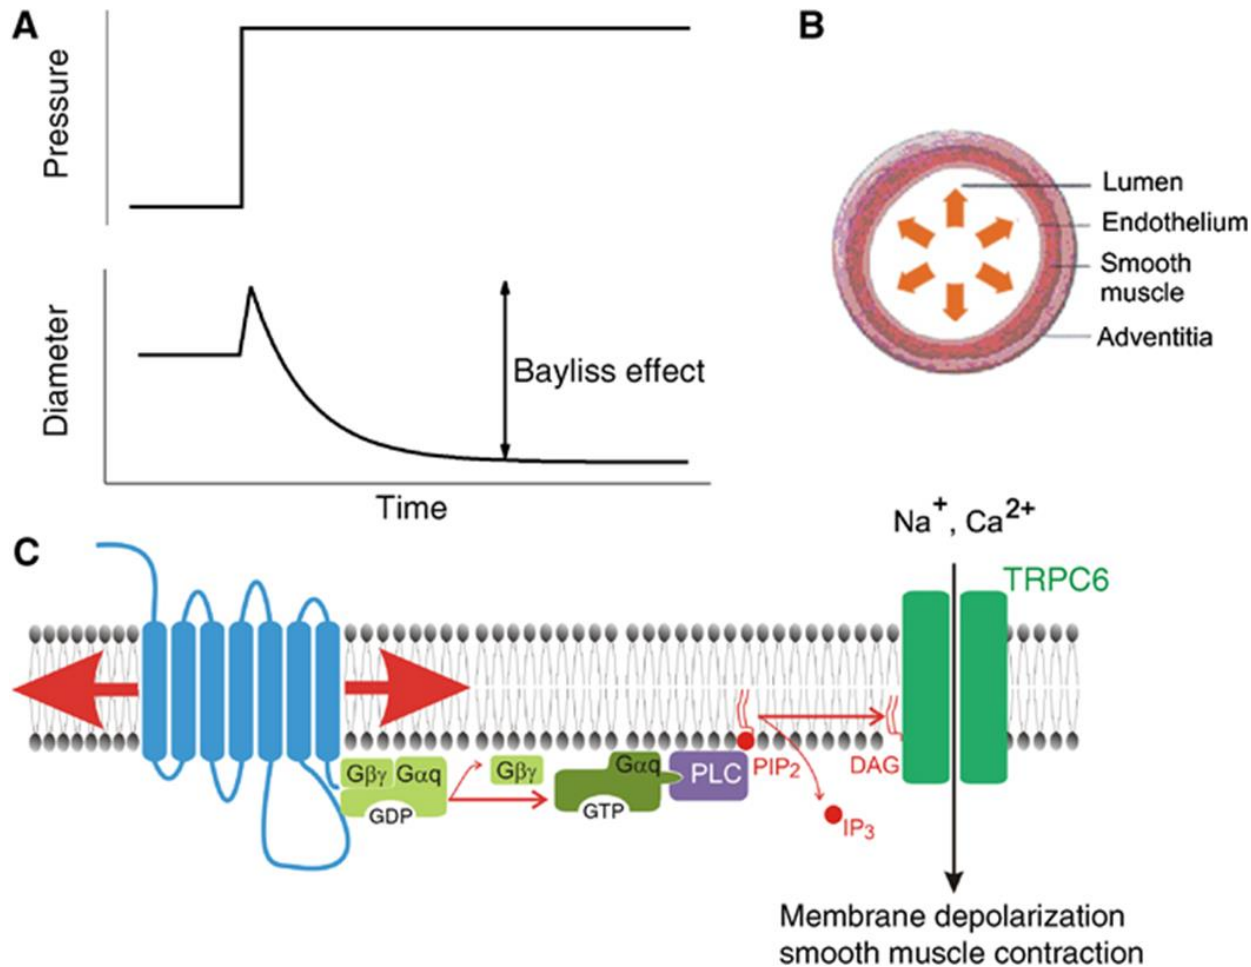 A
Pressure
Diameter
Bayliss effect
Time
B
Lumen
Endothelium
Smooth
muscle
Adventitia
C
Na⁺, Ca²⁺
TRPC6
Gβγ Gαq
GDP
Gβγ
Gαq
GTP
PLC
PIP₂
DAG
IP₃
Membrane depolarization
smooth muscle contraction